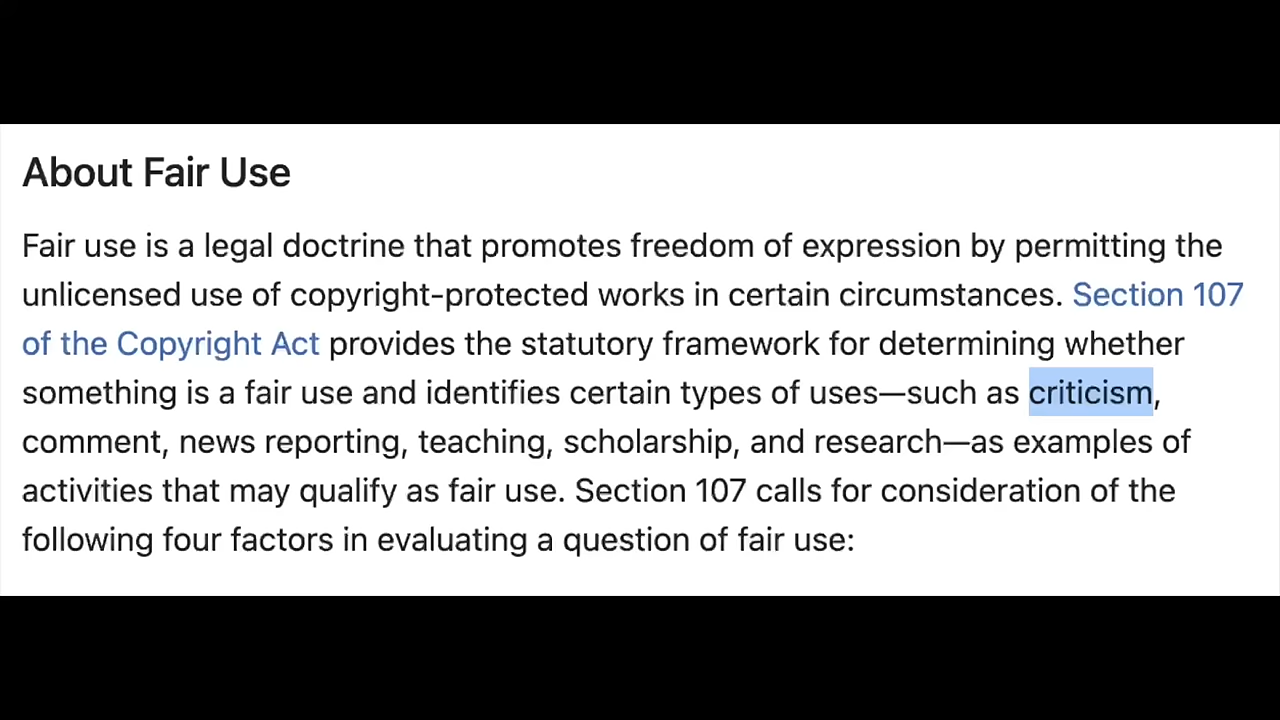 About Fair Use
Fair use is a legal doctrine that promotes freedom of expression by permitting the
unlicensed use of copyright-protected works in certain circumstances. Section 107
of the Copyright Act provides the statutory framework for determining whether
something is a fair use and identifies certain types of uses—such as criticism,
comment, news reporting, teaching, scholarship, and research—as examples of
activities that may qualify as fair use. Section 107 calls for consideration of the
following four factors in evaluating a question of fair use: